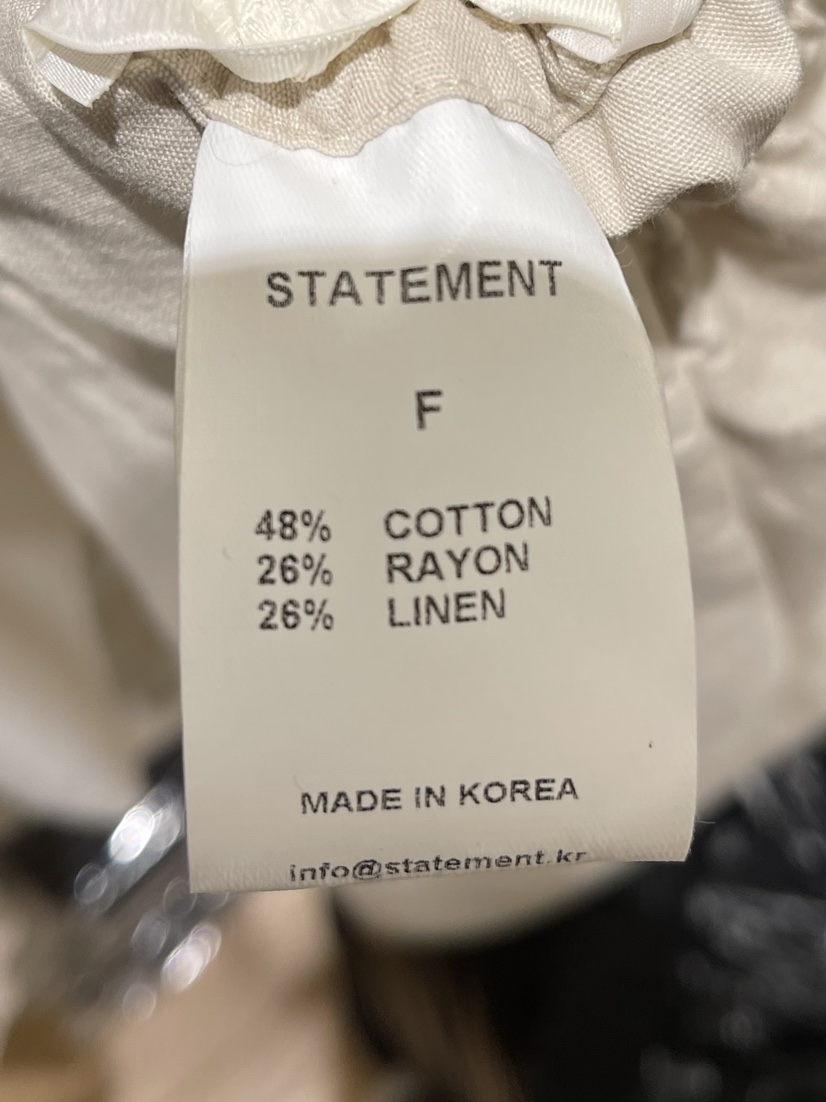 STATEMENT
F
48% COTTON
26% RAYON
26% LINEN
MADE IN KOREA
info@statement.kr